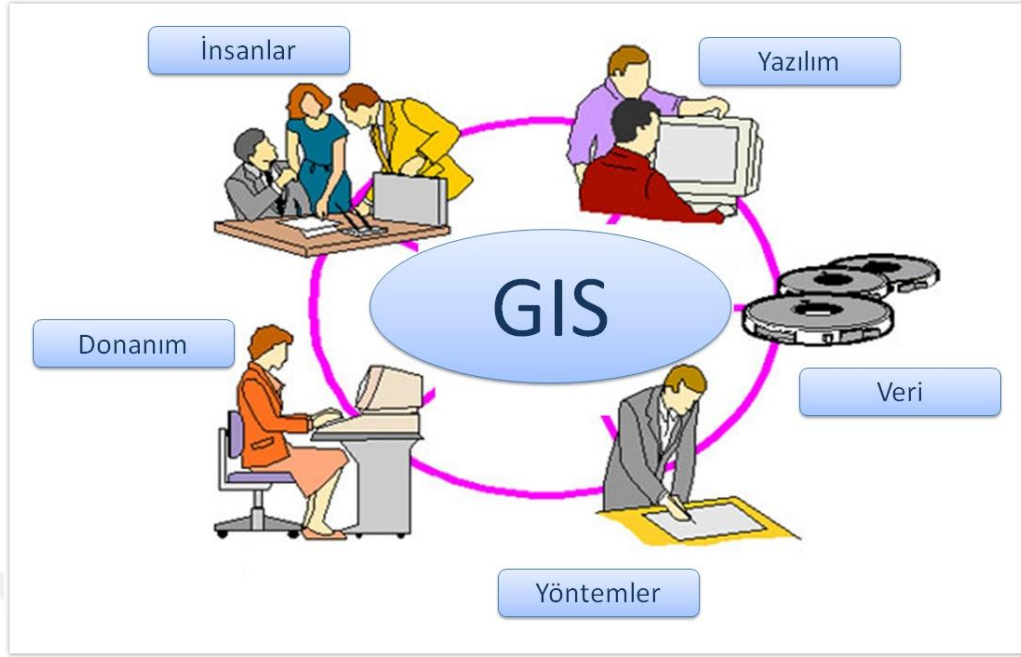 İnsanlar
Yazılım
GIS
Donanım
Veri
Yöntemler